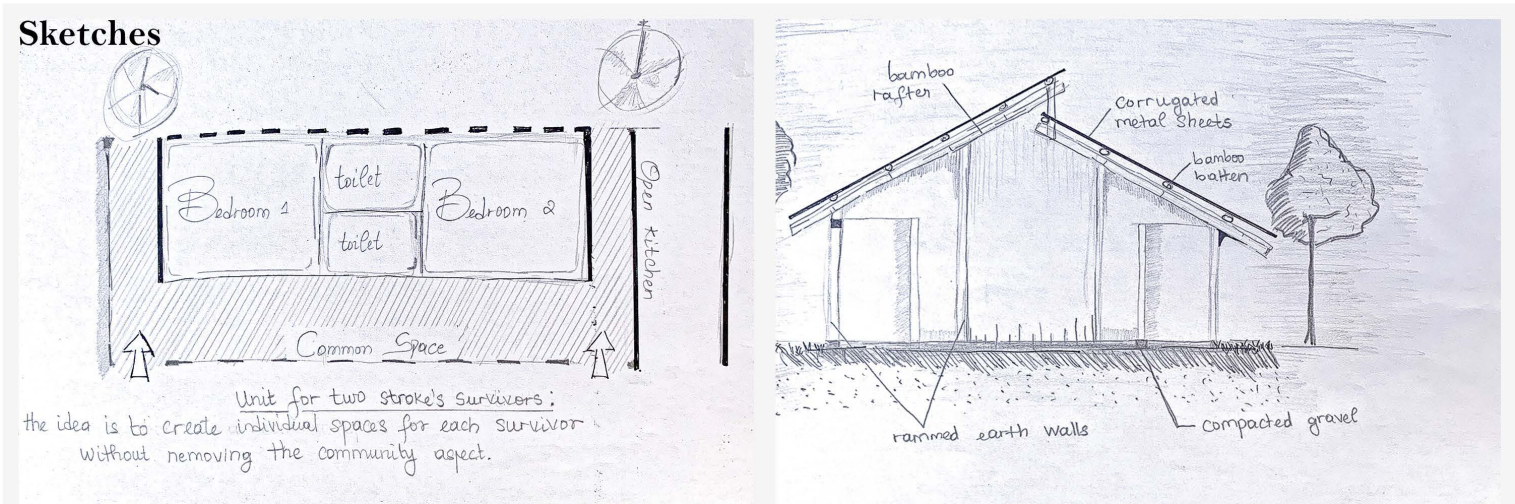 Sketches
Bedroom 1
toilet
toilet
Bedroom 2
Open Kitchen
Common Space
Unit for two stroke's survivors:
the idea is to create individual spaces for each survivor
without removing the community aspect.
bamboo
rafter
corrugated
metal sheets
bamboo
batten
rammed earth walls
compacted gravel